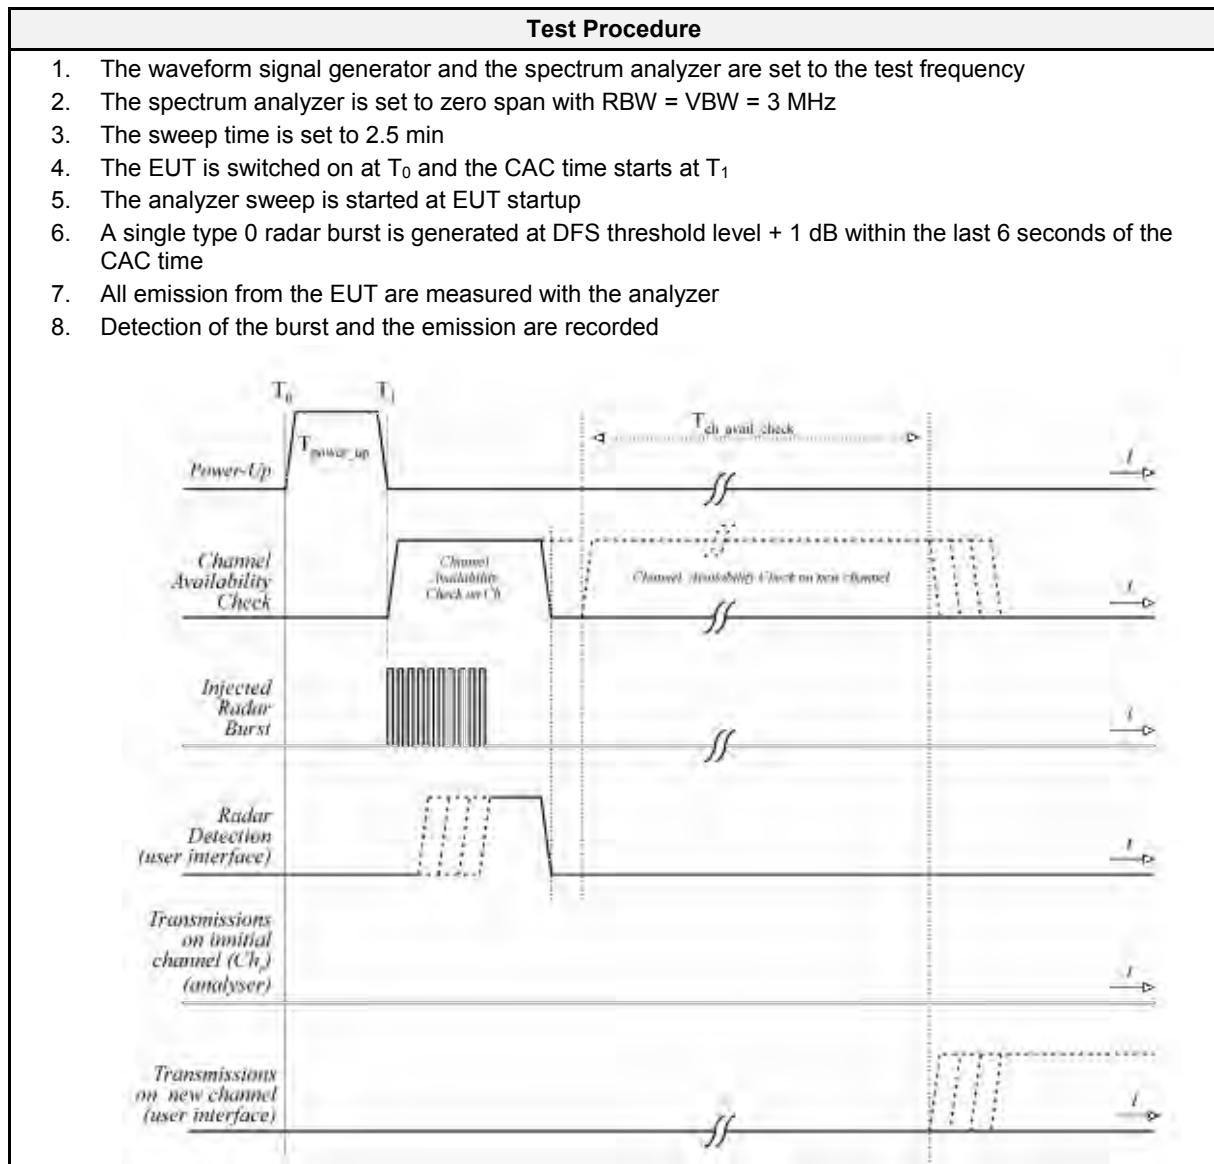 Test Procedure
1. The waveform signal generator and the spectrum analyzer are set to the test frequency
2. The spectrum analyzer is set to zero span with RBW = VBW = 3 MHz
3. The sweep time is set to 2.5 min
4. The EUT is switched on at T0 and the CAC time starts at T1
5. The analyzer sweep is started at EUT startup
6. A single type 0 radar burst is generated at DFS threshold level + 1 dB within the last 6 seconds of the
CAC time
7. All emission from the EUT are measured with the analyzer
8. Detection of the burst and the emission are recorded
T0 T1
Tch_avail_check
Tpower_up
Power-Up
t
Channel
Availability
Check
Channel
Availability
Check on Ch
Channel Availability Check on new channel
t
Injected
Radar
Burst
t
Radar
Detection
(user interface)
t
Transmissions
on innitial
channel (Chr)
(analyser)
t
Transmissions
on new channel
(user interface)
t